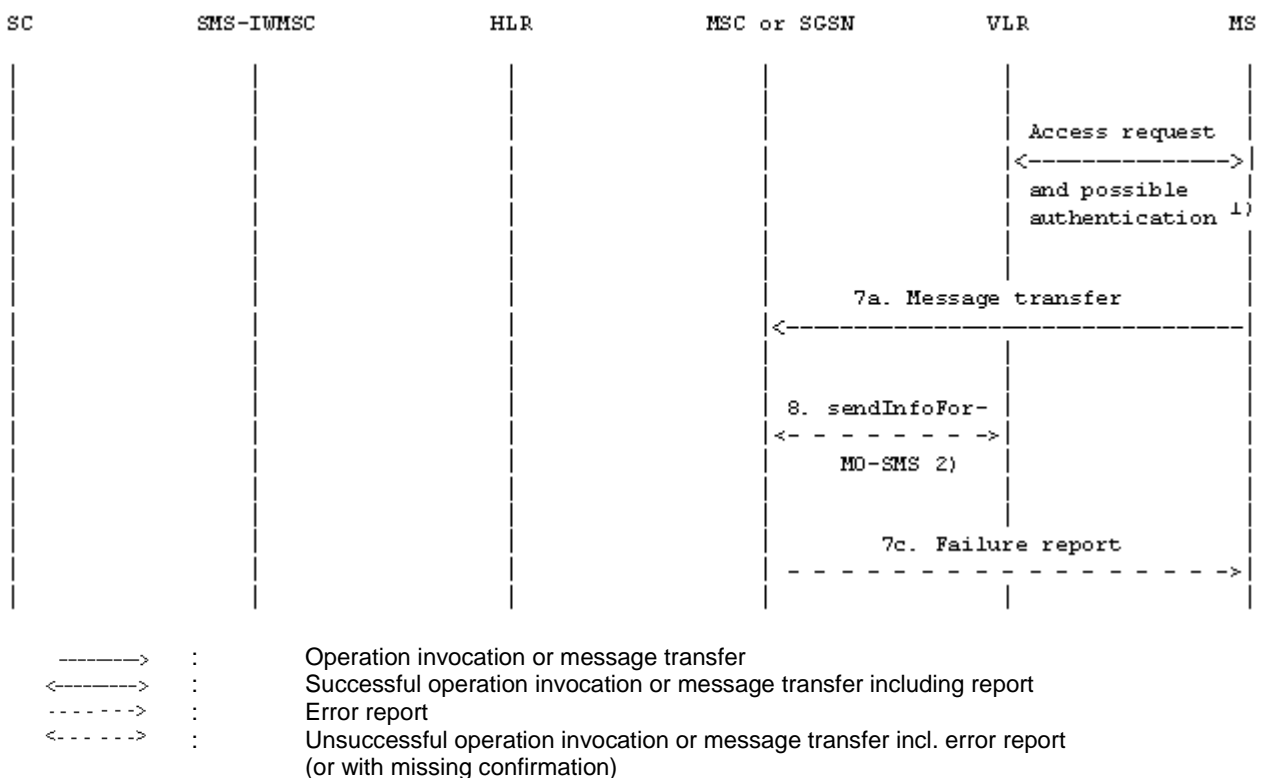 SC SMS-IWMSC HLR MSC or SGSN VLR MS
Access request
and possible
authentication 1)
7a. Message transfer
8. sendInfoFor-
MO-SMS 2)
7c. Failure report
: Operation invocation or message transfer
: Successful operation invocation or message transfer including report
: Error report
: Unsuccessful operation invocation or message transfer incl. error report
(or with missing confirmation)